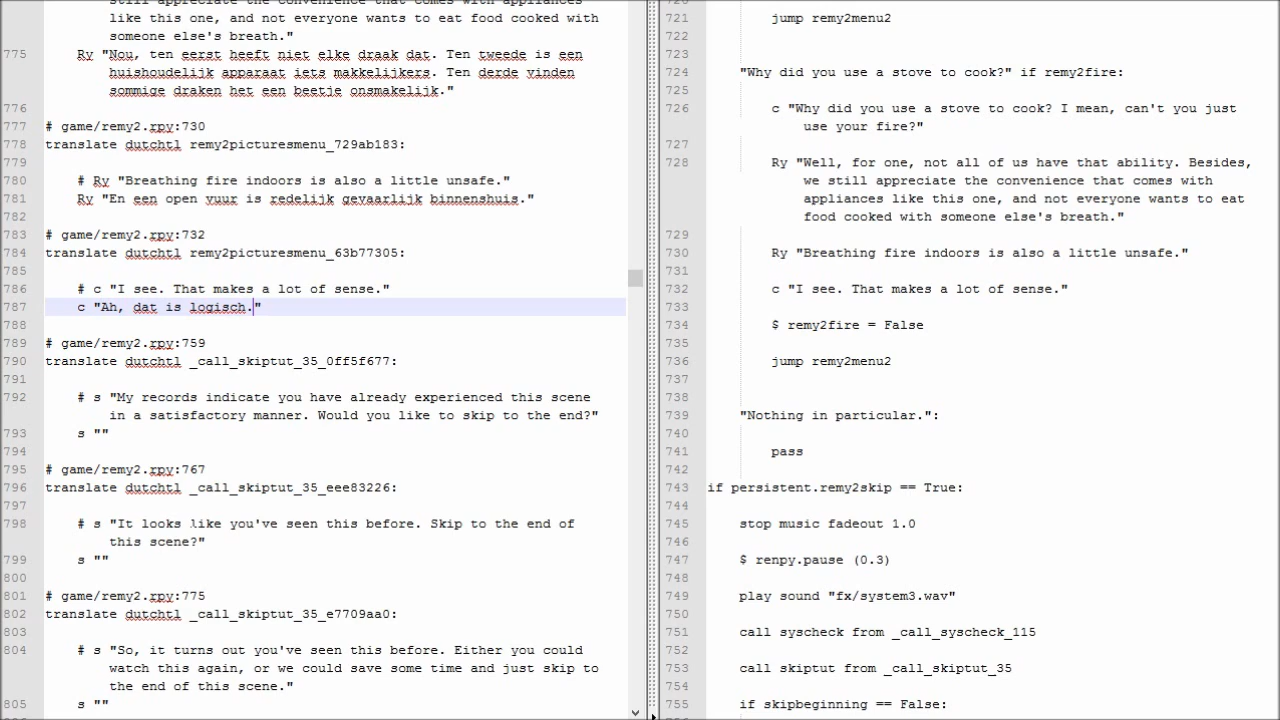 still appreciate the convenience that comes with appliances
like this one, and not everyone wants to eat food cooked with
someone else's breath."
775 Ry "Nou, ten eerst heeft niet elke draak dat. Ten tweede is een
huishoudelijk apparaat iets makkelijkers. Ten derde vinden
sommige draken het een beetje onsmakelijk."
776
777 # game/remy2.rpy:730
778 translate dutchtl remy2picturesmenu_729ab183:
779
780 # Ry "Breathing fire indoors is also a little unsafe."
781 Ry "En een open vuur is redelijk gevaarlijk binnenshuis."
782
783 # game/remy2.rpy:732
784 translate dutchtl remy2picturesmenu_63b77305:
785
786 # c "I see. That makes a lot of sense."
787 c "Ah, dat is logisch."
788
789 # game/remy2.rpy:759
790 translate dutchtl _call_skiptut_35_0ff5f677:
791
792 # s "My records indicate you have already experienced this scene
in a satisfactory manner. Would you like to skip to the end?"
793 s ""
794
795 # game/remy2.rpy:767
796 translate dutchtl _call_skiptut_35_eee83226:
797
798 # s "It looks like you've seen this before. Skip to the end of
this scene?"
799 s ""
800
801 # game/remy2.rpy:775
802 translate dutchtl _call_skiptut_35_e7709aa0:
803
804 # s "So, it turns out you've seen this before. Either you could
watch this again, or we could save some time and just skip to
the end of this scene."
805 s ""
721 jump remy2menu2
722
723
724 "Why did you use a stove to cook?" if remy2fire:
725
726 c "Why did you use a stove to cook? I mean, can't you just
use your fire?"
727
728 Ry "Well, for one, not all of us have that ability. Besides,
we still appreciate the convenience that comes with
appliances like this one, and not everyone wants to eat
food cooked with someone else's breath."
729
730 Ry "Breathing fire indoors is also a little unsafe."
731
732 c "I see. That makes a lot of sense."
733
734 $ remy2fire = False
735
736 jump remy2menu2
737
738
739 "Nothing in particular.":
740
741 pass
742
743 if persistent.remy2skip == True:
744
745 stop music fadeout 1.0
746
747 $ renpy.pause (0.3)
748
749 play sound "fx/system3.wav"
750
751 call syscheck from _call_syscheck_115
752
753 call skiptut from _call_skiptut_35
754
755 if skipbeginning == False: